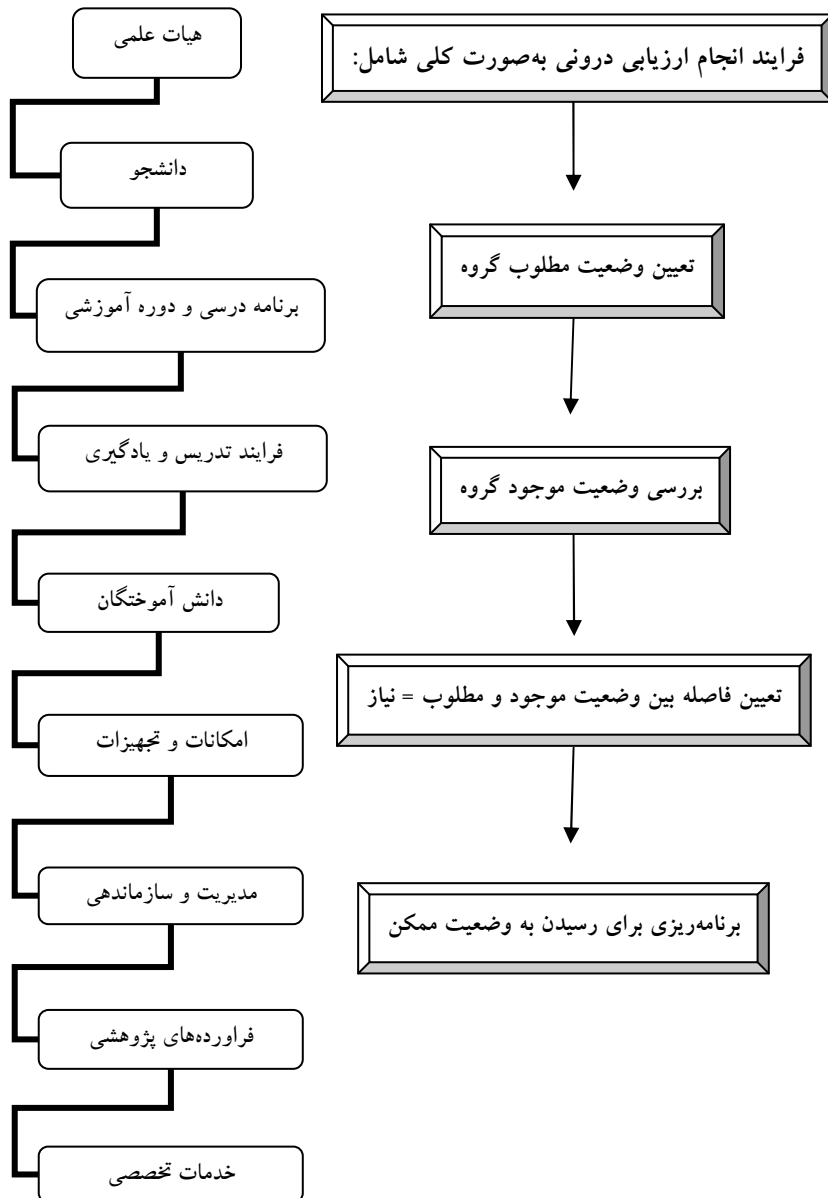 فرایند انجام ارزیابی درونی به‌صورت کلی شامل:
تعیین وضعیت مطلوب گروه
بررسی وضعیت موجود گروه
تعیین فاصله بین وضعیت موجود و مطلوب = نیاز
برنامه‌ریزی برای رسیدن به وضعیت ممکن
هیات علمی
دانشجو
برنامه درسی و دوره آموزشی
فرایند تدریس و یادگیری
دانش آموختگان
امکانات و تجهیزات
مدیریت و سازماندهی
فراورده‌های پژوهشی
خدمات تخصصی